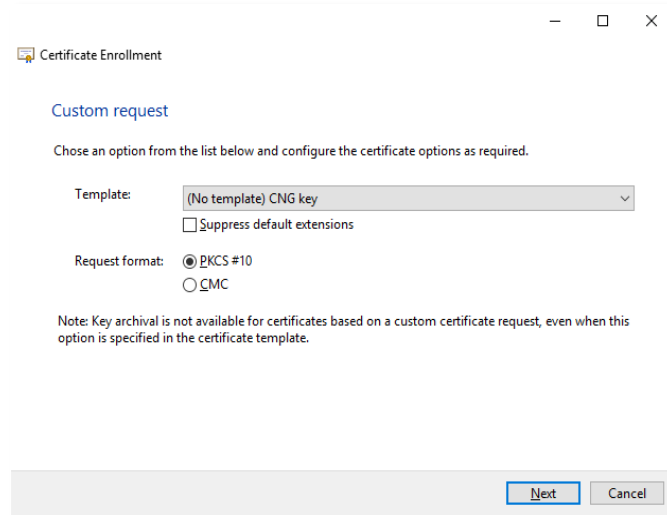 Certificate Enrollment
Custom request
Chose an option from the list below and configure the certificate options as required.
Template:
(No template) CNG key
Suppress default extensions
Request format:
PKCS #10
CMC
Note: Key archival is not available for certificates based on a custom certificate request, even when this
option is specified in the certificate template.
Next
Cancel